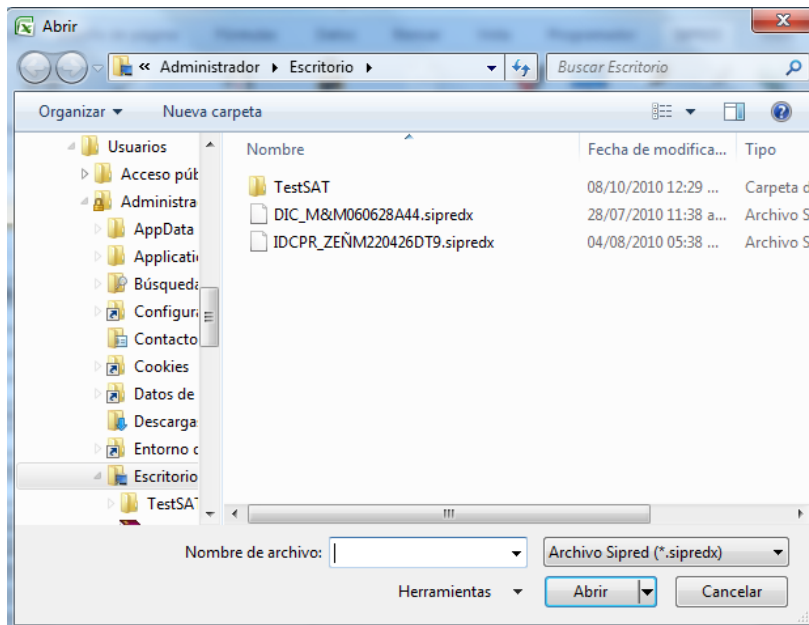 Abrir
« Administrador Escritorio Buscar Escritorio
Organizar Nueva carpeta
Usuarios
Acceso púb
Administra
AppData
Applicati
Búsqueda
Configura
Contacto
Cookies
Datos de
Descarga
Entorno d
Escritorio
TestSAT
Nombre Fecha de modifica... Tipo
TestSAT 08/10/2010 12:29 ... Carpeta d
DIC_M&M060628A44.sipredx 28/07/2010 11:38 a... Archivo S
IDCPR_ZEÑM220426DT9.sipredx 04/08/2010 05:38 ... Archivo S
Nombre de archivo: Archivo Sipred (*.sipredx)
Herramientas Abrir Cancelar